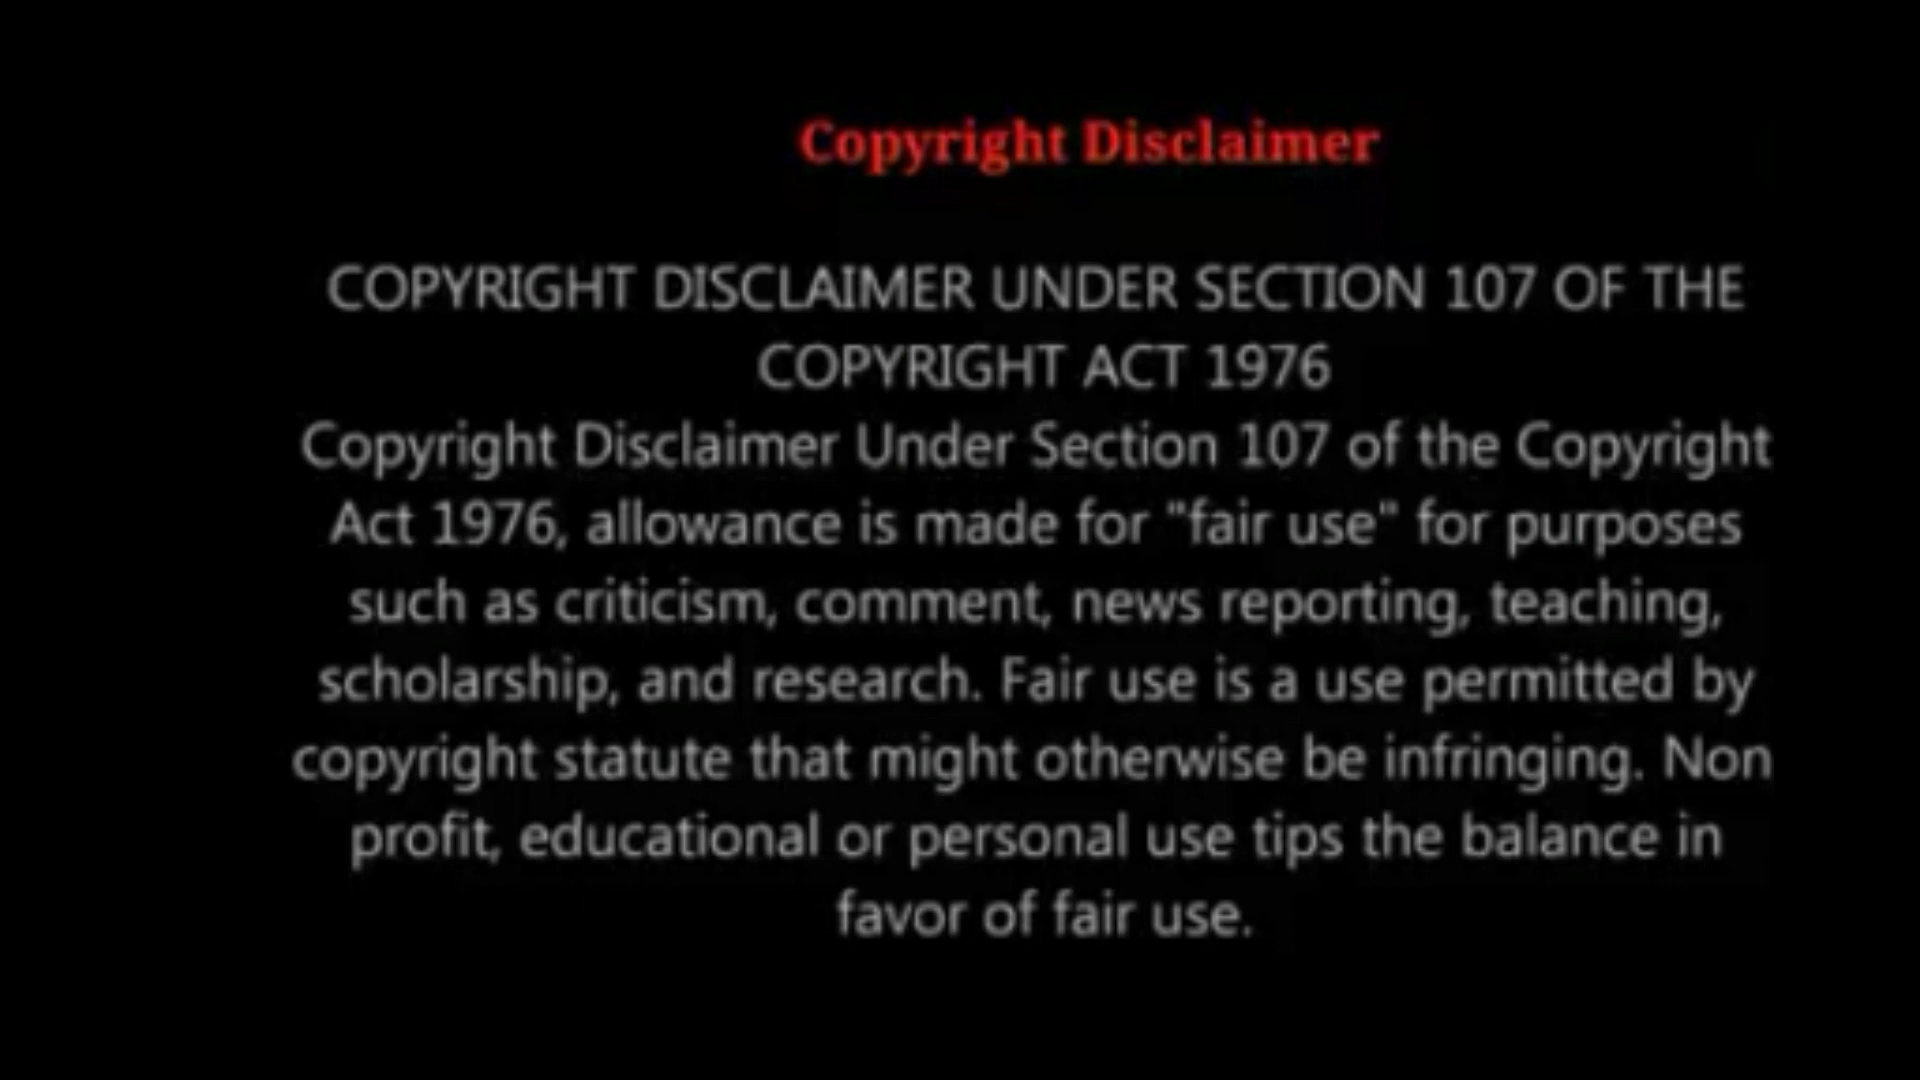 Copyright Disclaimer
COPYRIGHT DISCLAIMER UNDER SECTION 107 OF THE
COPYRIGHT ACT 1976
Copyright Disclaimer Under Section 107 of the Copyright
Act 1976, allowance is made for "fair use" for purposes
such as criticism, comment, news reporting, teaching,
scholarship, and research. Fair use is a use permitted by
copyright statute that might otherwise be infringing. Non
profit, educational or personal use tips the balance in
favor of fair use.